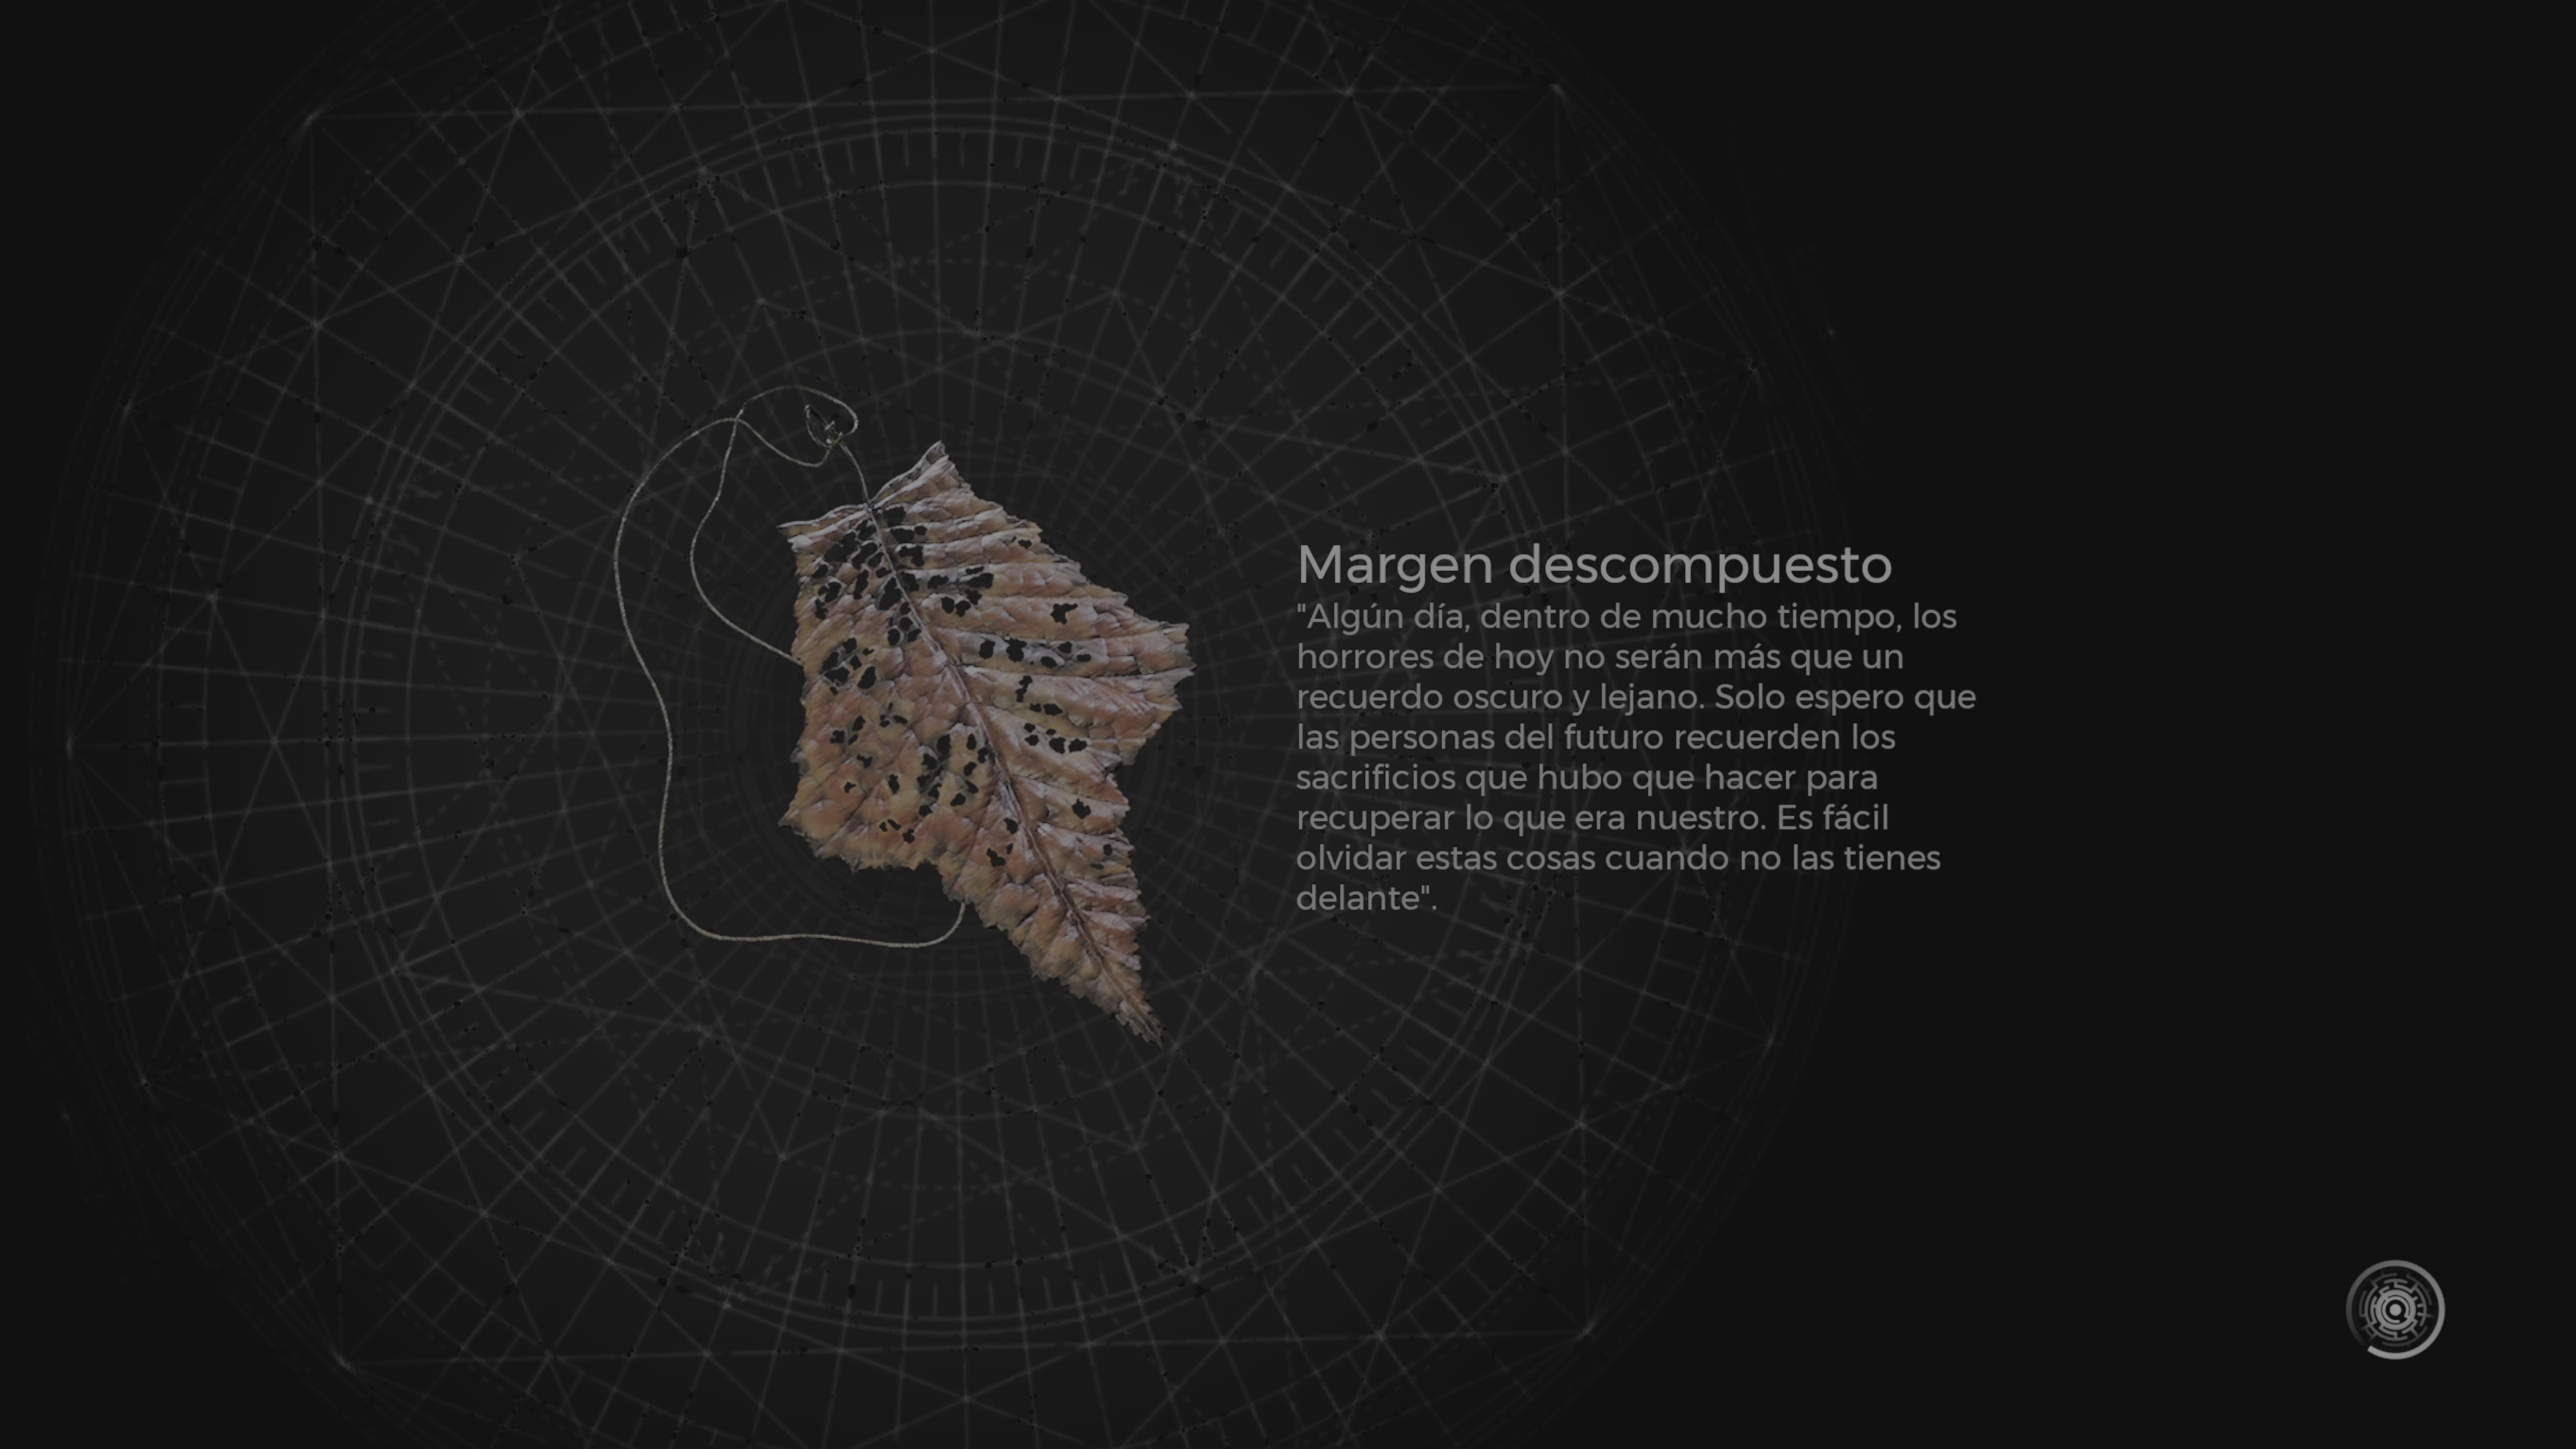 Margen descompuesto
"Algún día, dentro de mucho tiempo, los
horrores de hoy no serán más que un
recuerdo oscuro y lejano. Solo espero que
las personas del futuro recuerden los
sacrificios que hubo que hacer para
recuperar lo que era nuestro. Es fácil
olvidar estas cosas cuando no las tienes
delante".